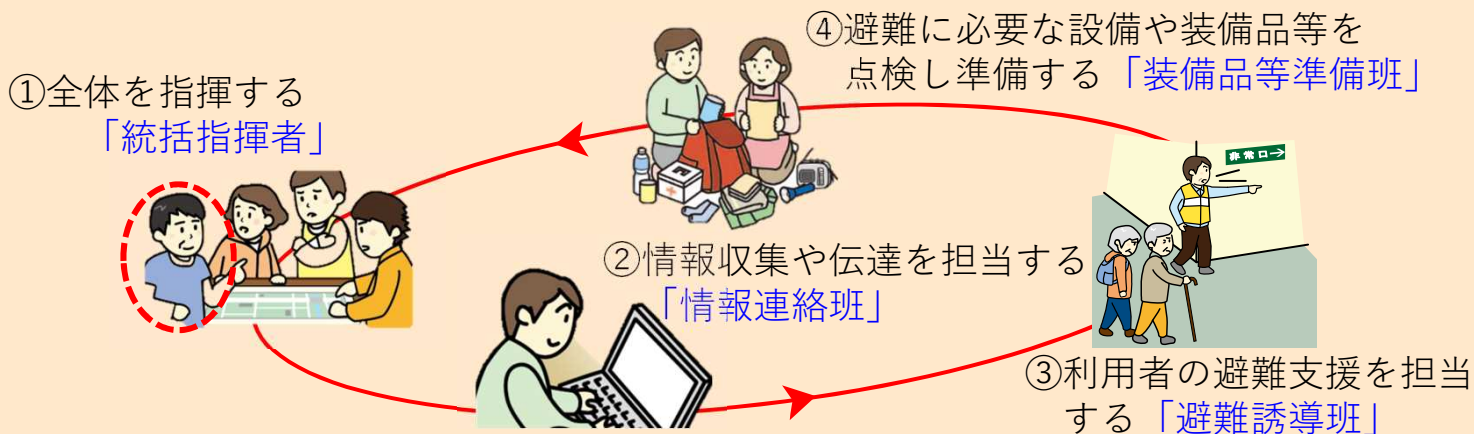 ①全体を指揮する
「統括指揮者」
②情報収集や伝達を担当する
「情報連絡班」
③利用者の避難支援を担当
する「避難誘導班」
④避難に必要な設備や装備品等を
点検し準備する「装備品等準備班」
非常口→